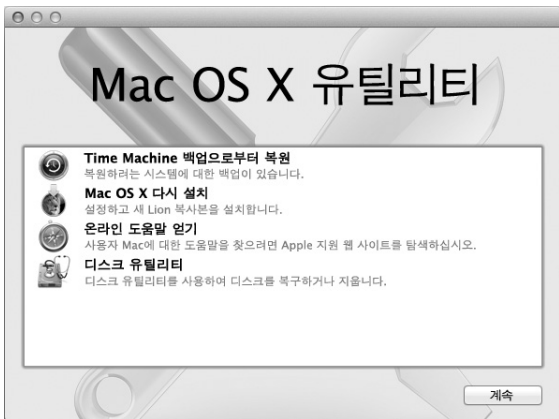 Mac OS X 유틸리티
Time Machine 백업으로부터 복원
복원하려는 시스템에 대한 백업이 있습니다.
Mac OS X 다시 설치
설정하고 새 Lion 복사본을 설치합니다.
온라인 도움말 얻기
사용자 Mac에 대한 도움말을 찾으려면 Apple 지원 웹 사이트를 탐색하십시오.
디스크 유틸리티
디스크 유틸리티를 사용하여 디스크를 복구하거나 지웁니다.
계속